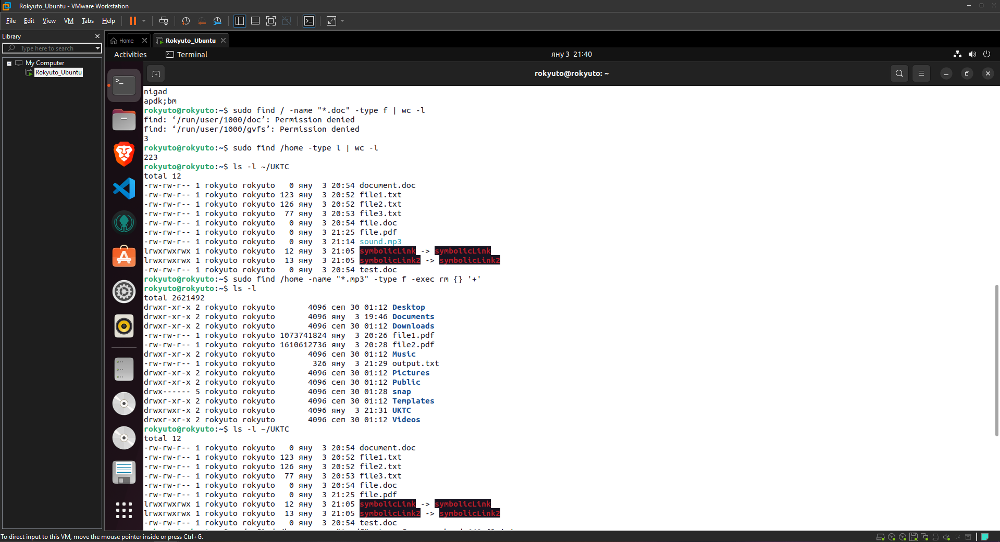 Rokyuto_Ubuntu - VMware Workstation
File Edit View VM Tabs Help
Library
Type here to search
My Computer
Rokyuto_Ubuntu
Home
Rokyuto_Ubuntu
Activities
Terminal
яну 3 21:40
rokyuto@rokyuto: ~
nigad
apdk;bm
rokyuto@rokyuto:~$ sudo find / -name "*.doc" -type f | wc -l
find: ‘/run/user/1000/doc’: Permission denied
find: ‘/run/user/1000/gvfs’: Permission denied
3
rokyuto@rokyuto:~$ sudo find /home -type l | wc -l
223
rokyuto@rokyuto:~$ ls -l ~/UKTC
total 12
-rw-rw-r-- 1 rokyuto rokyuto   0 яну  3 20:54 document.doc
-rw-rw-r-- 1 rokyuto rokyuto 123 яну  3 20:52 file1.txt
-rw-rw-r-- 1 rokyuto rokyuto 126 яну  3 20:52 file2.txt
-rw-rw-r-- 1 rokyuto rokyuto  77 яну  3 20:53 file3.txt
-rw-rw-r-- 1 rokyuto rokyuto   0 яну  3 20:54 file.doc
-rw-rw-r-- 1 rokyuto rokyuto   0 яну  3 21:25 file.pdf
-rw-rw-r-- 1 rokyuto rokyuto   0 яну  3 21:14 sound.mp3
lrwxrwxrwx 1 rokyuto rokyuto  12 яну  3 21:05 symbolicLink -> symbolicLink
lrwxrwxrwx 1 rokyuto rokyuto  13 яну  3 21:05 symbolicLink2 -> symbolicLink2
-rw-rw-r-- 1 rokyuto rokyuto   0 яну  3 20:54 test.doc
rokyuto@rokyuto:~$ sudo find /home -name "*.mp3" -type f -exec rm {} '+'
rokyuto@rokyuto:~$ ls -l
total 2621492
drwxr-xr-x 2 rokyuto rokyuto       4096 сеп 30 01:12 Desktop
drwxr-xr-x 2 rokyuto rokyuto       4096 яну  3 19:46 Documents
drwxr-xr-x 2 rokyuto rokyuto       4096 сеп 30 01:12 Downloads
-rw-rw-r-- 1 rokyuto rokyuto 1073741824 яну  3 20:26 file1.pdf
-rw-rw-r-- 1 rokyuto rokyuto 1610612736 яну  3 20:28 file2.pdf
drwxr-xr-x 2 rokyuto rokyuto       4096 сеп 30 01:12 Music
-rw-rw-r-- 1 rokyuto rokyuto        326 яну  3 21:29 output.txt
drwxr-xr-x 2 rokyuto rokyuto       4096 сеп 30 01:12 Pictures
drwxr-xr-x 2 rokyuto rokyuto       4096 сеп 30 01:12 Public
drwx------ 5 rokyuto rokyuto       4096 сеп 30 01:28 snap
drwxr-xr-x 2 rokyuto rokyuto       4096 сеп 30 01:12 Templates
drwxrwxr-x 2 rokyuto rokyuto       4096 яну  3 21:31 UKTC
drwxr-xr-x 2 rokyuto rokyuto       4096 сеп 30 01:12 Videos
rokyuto@rokyuto:~$ ls -l ~/UKTC
total 12
-rw-rw-r-- 1 rokyuto rokyuto   0 яну  3 20:54 document.doc
-rw-rw-r-- 1 rokyuto rokyuto 123 яну  3 20:52 file1.txt
-rw-rw-r-- 1 rokyuto rokyuto 126 яну  3 20:52 file2.txt
-rw-rw-r-- 1 rokyuto rokyuto  77 яну  3 20:53 file3.txt
-rw-rw-r-- 1 rokyuto rokyuto   0 яну  3 20:54 file.doc
-rw-rw-r-- 1 rokyuto rokyuto   0 яну  3 21:25 file.pdf
lrwxrwxrwx 1 rokyuto rokyuto  12 яну  3 21:05 symbolicLink -> symbolicLink
lrwxrwxrwx 1 rokyuto rokyuto  13 яну  3 21:05 symbolicLink2 -> symbolicLink2
-rw-rw-r-- 1 rokyuto rokyuto   0 яну  3 20:54 test.doc
To direct input to this VM, move the mouse pointer inside or press Ctrl+G.